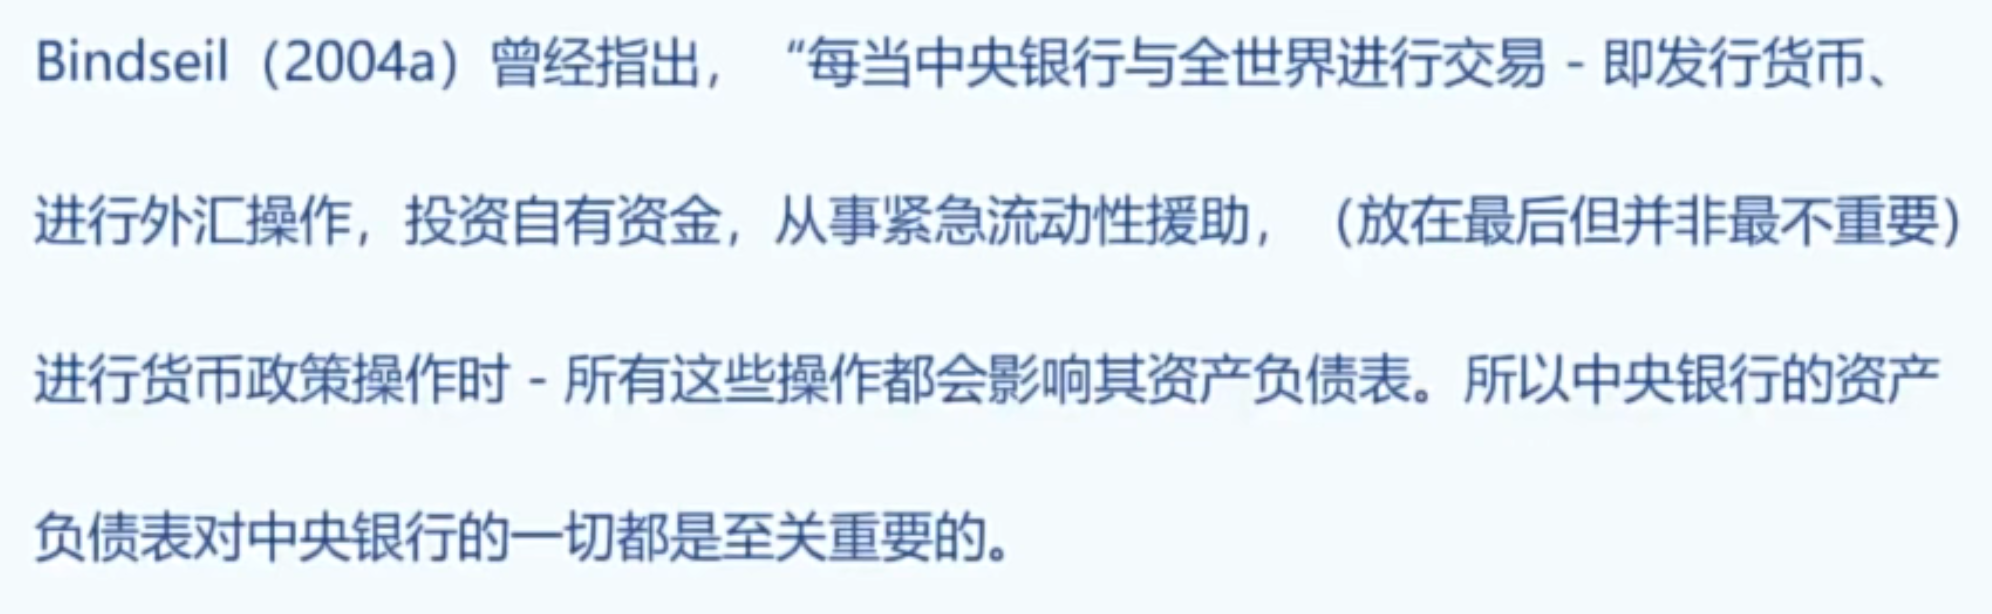 Bindseil（2004a）曾经指出，“每当中央银行与全世界进行交易 - 即发行货币、
进行外汇操作，投资自有资金，从事紧急流动性援助，（放在最后但并非最不重要）
进行货币政策操作时 - 所有这些操作都会影响其资产负债表。所以中央银行的资产
负债表对中央银行的一切都是至关重要的。